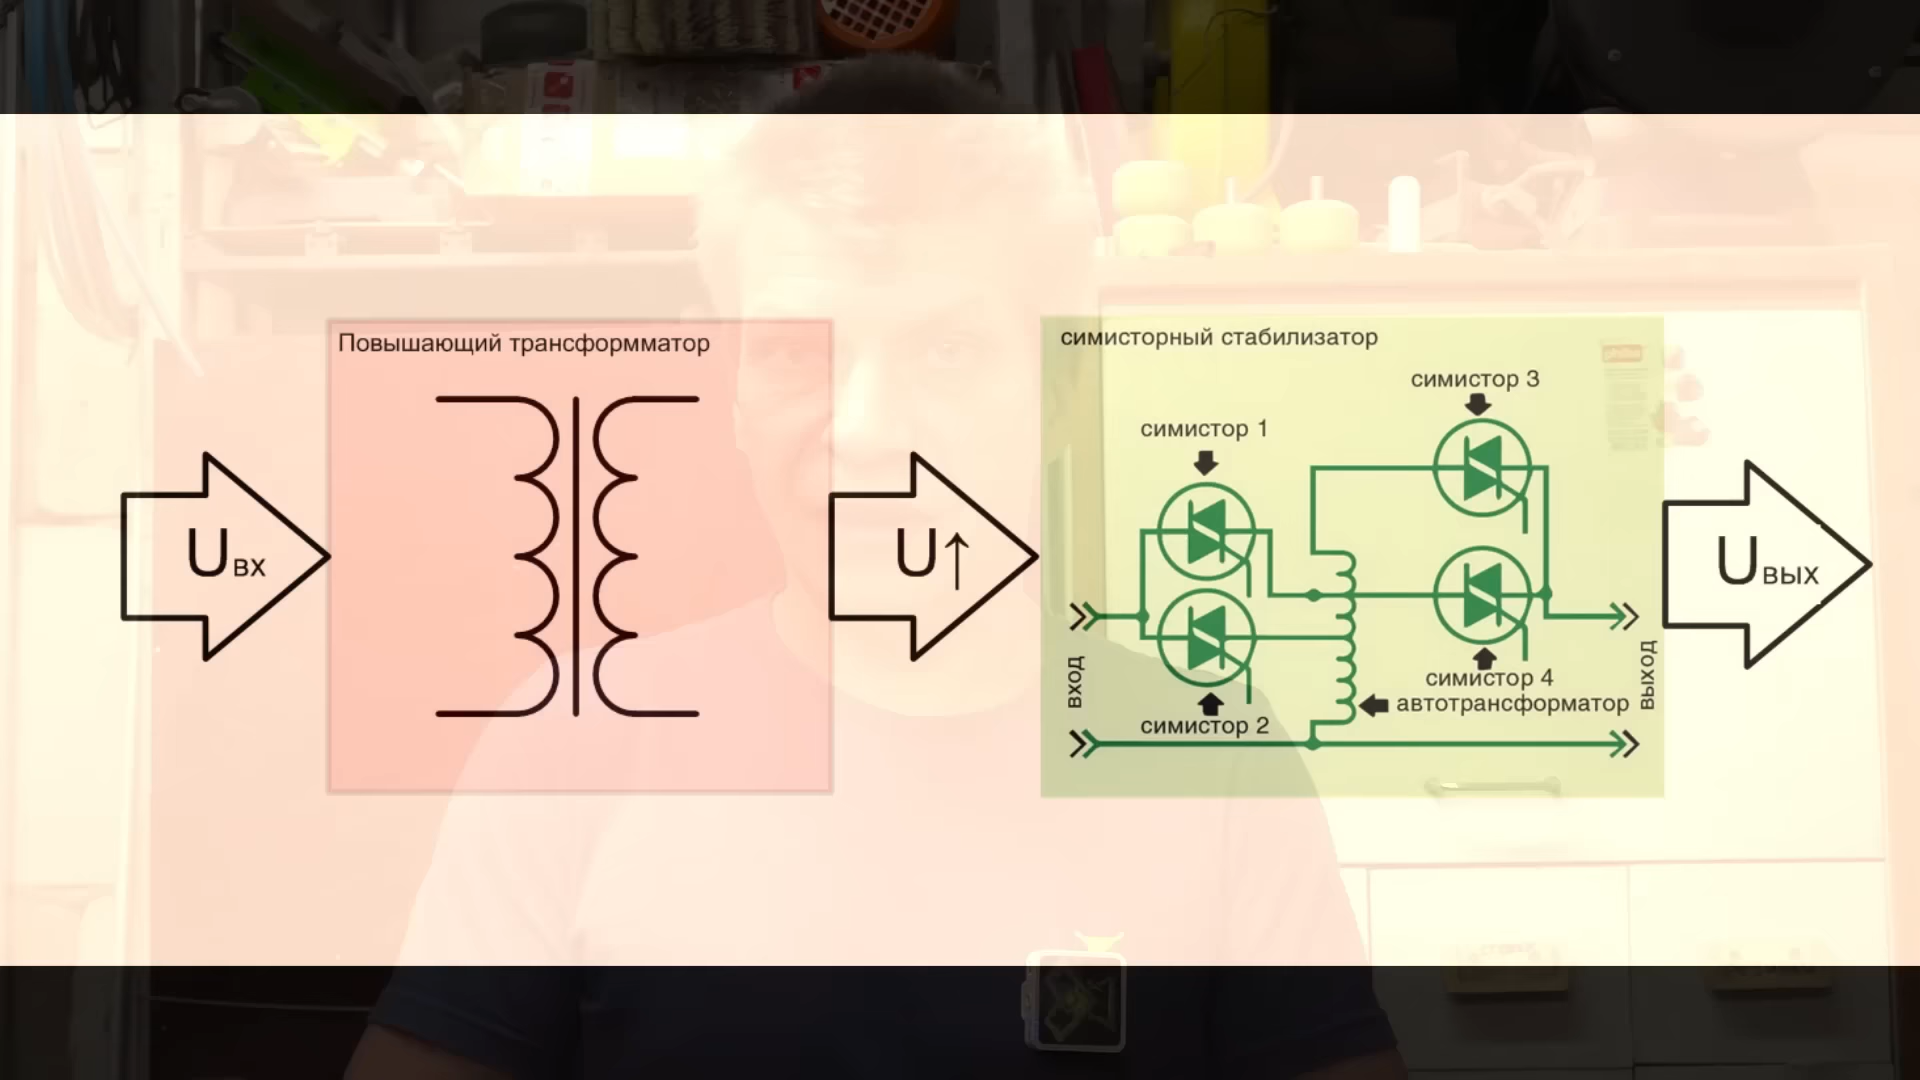 Повышающий трансформматор
симисторный стабилизатор
симистор 3
симистор 1
Uвх
U↑
Uвых
вход
выход
симистор 4
автотрансформатор
симистор 2